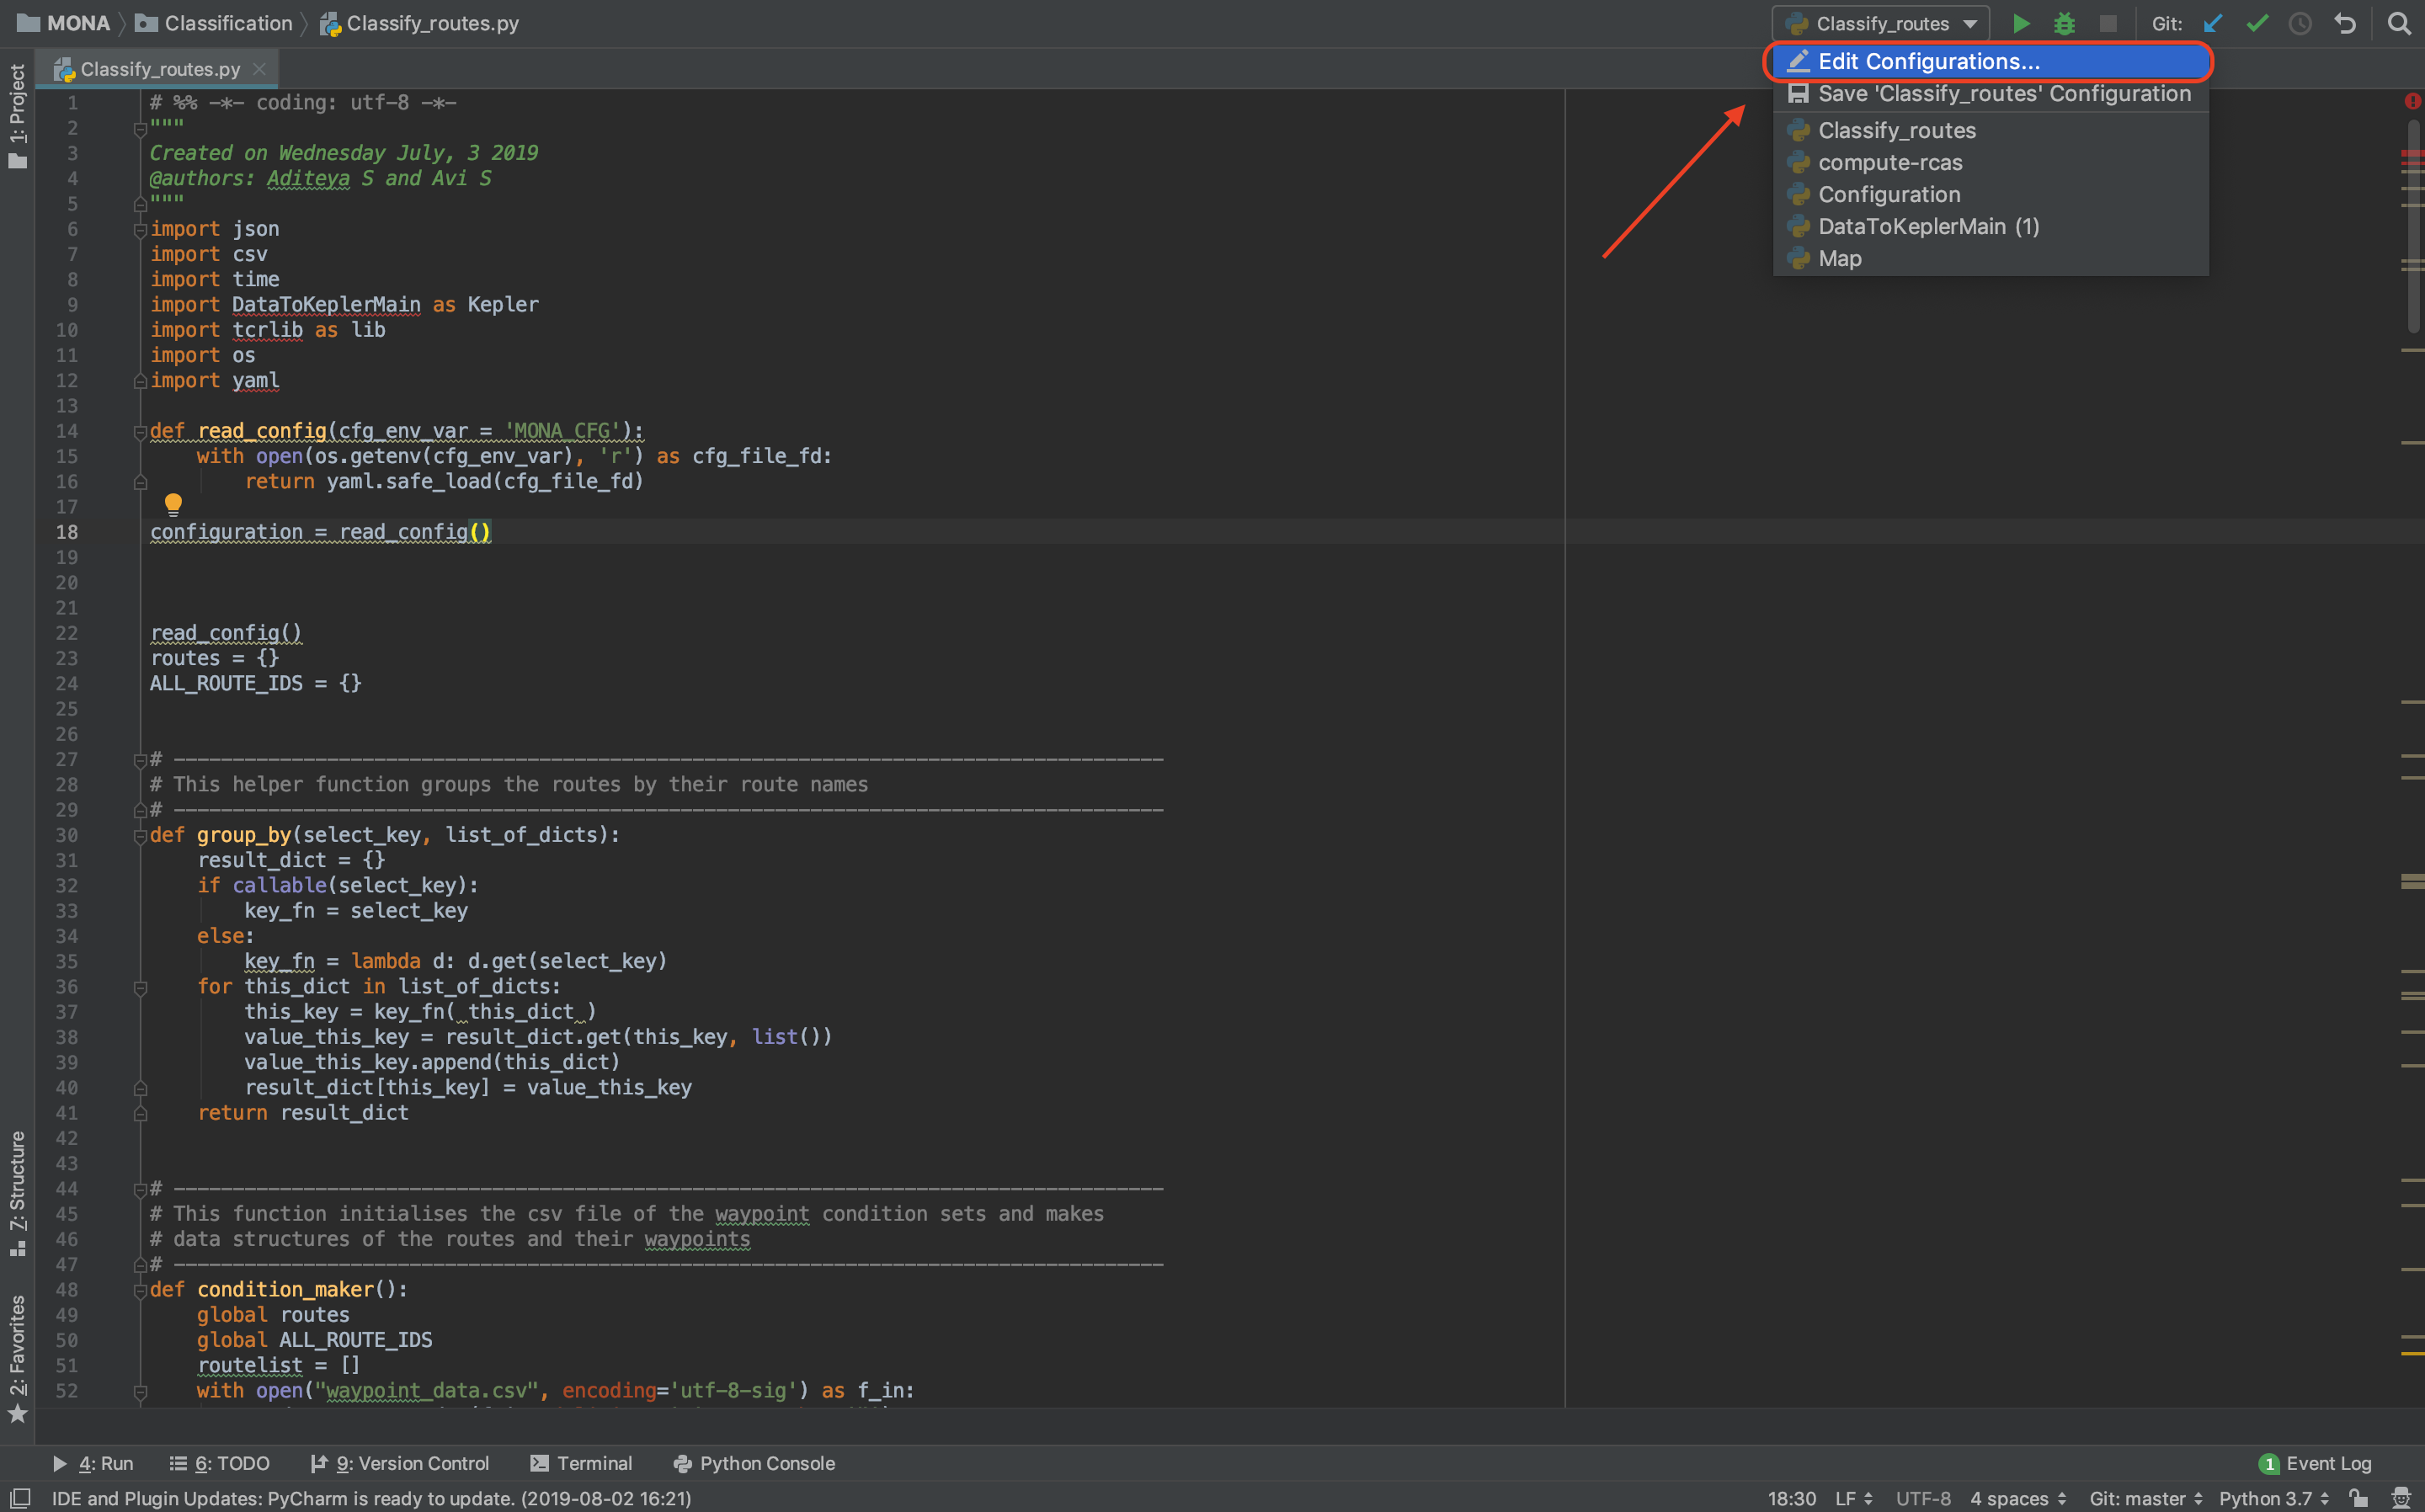 MONA Classification Classify_routes.py
Classify_routes Git:
Classify_routes.py
Edit Configurations...
Save 'Classify_routes' Configuration
Classify_routes
compute-rcas
Configuration
DataToKeplerMain (1)
Map
1: Project
7: Structure
2: Favorites
1 # %% -*- coding: utf-8 -*-
2 """
3 Created on Wednesday July, 3 2019
4 @authors: Aditeya S and Avi S
5 """
6 import json
7 import csv
8 import time
9 import DataToKeplerMain as Kepler
10 import tcrlib as lib
11 import os
12 import yaml
13
14 def read_config(cfg_env_var = 'MONA_CFG'):
15 with open(os.getenv(cfg_env_var), 'r') as cfg_file_fd:
16 return yaml.safe_load(cfg_file_fd)
17
18 configuration = read_config()
19
20
21
22 read_config()
23 routes = {}
24 ALL_ROUTE_IDS = {}
25
26
27 # ------------------------------------------------------------------------------------
28 # This helper function groups the routes by their route names
29 # ------------------------------------------------------------------------------------
30 def group_by(select_key, list_of_dicts):
31 result_dict = {}
32 if callable(select_key):
33 key_fn = select_key
34 else:
35 key_fn = lambda d: d.get(select_key)
36 for this_dict in list_of_dicts:
37 this_key = key_fn( this_dict )
38 value_this_key = result_dict.get(this_key, list())
39 value_this_key.append(this_dict)
40 result_dict[this_key] = value_this_key
41 return result_dict
42
43
44 # ------------------------------------------------------------------------------------
45 # This function initialises the csv file of the waypoint condition sets and makes
46 # data structures of the routes and their waypoints
47 # ------------------------------------------------------------------------------------
48 def condition_maker():
49 global routes
50 global ALL_ROUTE_IDS
51 routelist = []
52 with open("waypoint_data.csv", encoding='utf-8-sig') as f_in:
4: Run 6: TODO 9: Version Control Terminal Python Console 1 Event Log
IDE and Plugin Updates: PyCharm is ready to update. (2019-08-02 16:21) 18:30 LF UTF-8 4 spaces Git: master Python 3.7